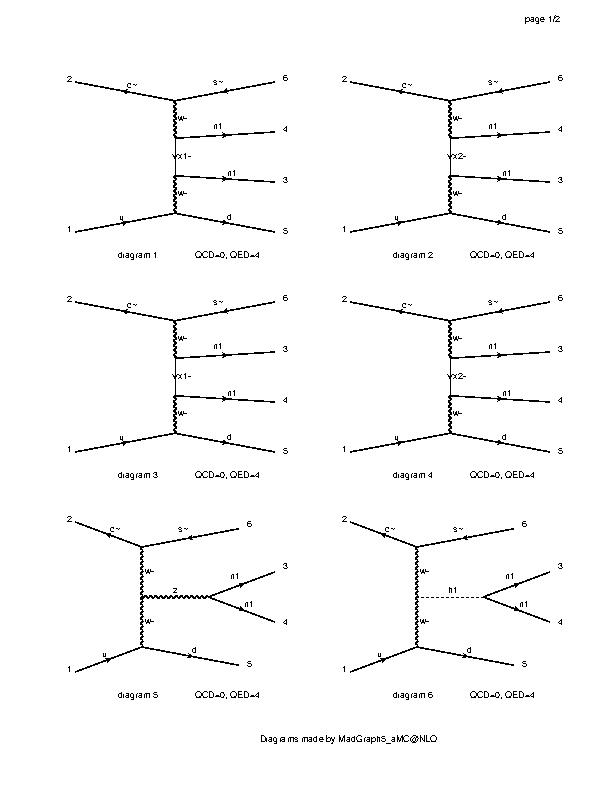 page 1/2
2 c~ s~ 6
w-
n1 4
x1-
n1 3
w-
u d
1 5
diagram 1 QCD=0, QED=4
2 c~ s~ 6
w-
n1 4
x2-
n1 3
w-
u d
1 5
diagram 2 QCD=0, QED=4
2 c~ s~ 6
w-
n1 3
x1-
n1 4
w-
u d
1 5
diagram 3 QCD=0, QED=4
2 c~ s~ 6
w-
n1 3
x2-
n1 4
w-
u d
1 5
diagram 4 QCD=0, QED=4
2 c~ s~ 6
w- n1 3
z
w- n1 4
u d
1 5
diagram 5 QCD=0, QED=4
2 c~ s~ 6
w- n1 3
h1
w- n1 4
u d
1 5
diagram 6 QCD=0, QED=4
Diagrams made by MadGraph5_aMC@NLO